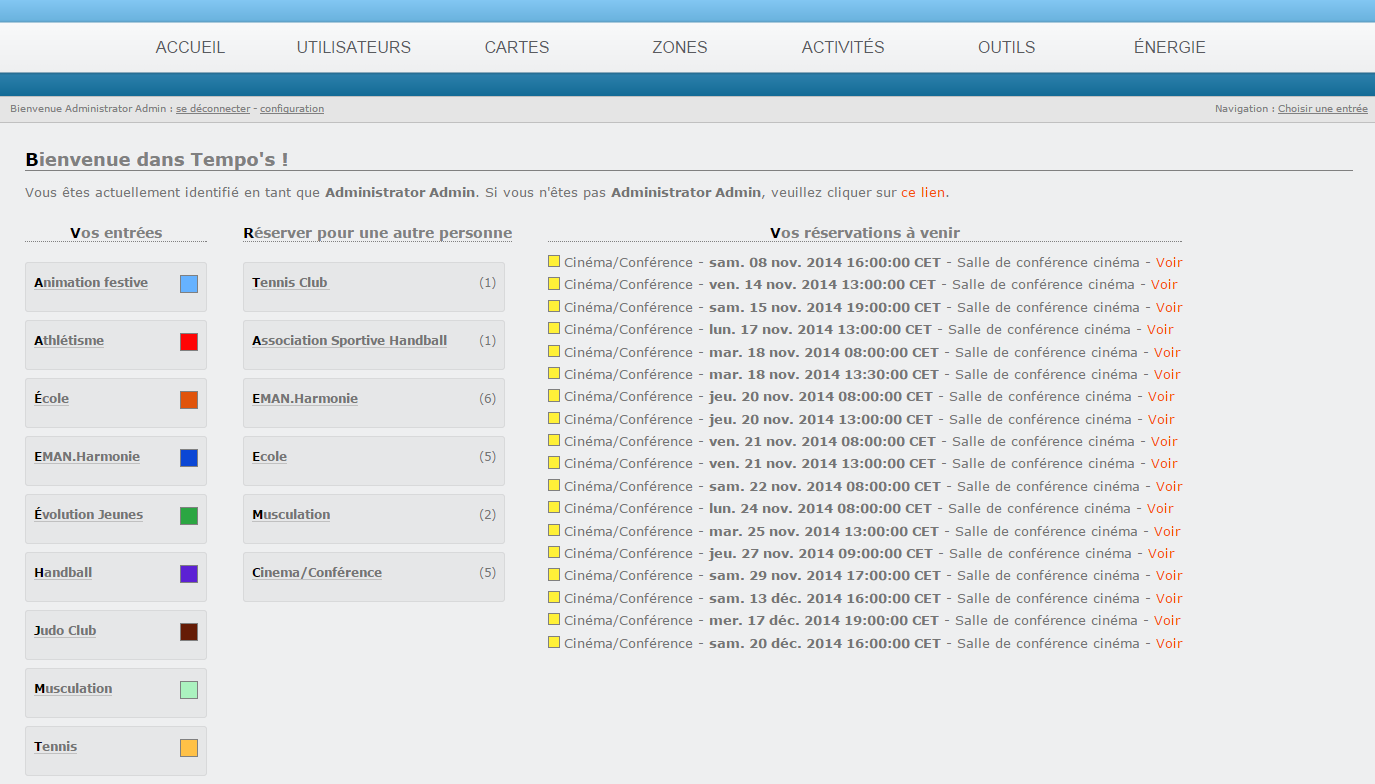 ACCUEIL UTILISATEURS CARTES ZONES ACTIVITÉS OUTILS ÉNERGIE
Bienvenue Administrator Admin : se déconnecter - configuration Navigation : Choisir une entrée
Bienvenue dans Tempo's !
Vous êtes actuellement identifié en tant que Administrator Admin. Si vous n'êtes pas Administrator Admin, veuillez cliquer sur ce lien.
Vos entrées
Animation festive
Athlétisme
École
EMAN.Harmonie
Évolution Jeunes
Handball
Judo Club
Musculation
Tennis
Réserver pour une autre personne
Tennis Club (1)
Association Sportive Handball (1)
EMAN.Harmonie (6)
Ecole (5)
Musculation (2)
Cinema/Conférence (5)
Vos réservations à venir
Cinéma/Conférence - sam. 08 nov. 2014 16:00:00 CET - Salle de conférence cinéma - Voir
Cinéma/Conférence - ven. 14 nov. 2014 13:00:00 CET - Salle de conférence cinéma - Voir
Cinéma/Conférence - sam. 15 nov. 2014 19:00:00 CET - Salle de conférence cinéma - Voir
Cinéma/Conférence - lun. 17 nov. 2014 13:00:00 CET - Salle de conférence cinéma - Voir
Cinéma/Conférence - mar. 18 nov. 2014 08:00:00 CET - Salle de conférence cinéma - Voir
Cinéma/Conférence - mar. 18 nov. 2014 13:30:00 CET - Salle de conférence cinéma - Voir
Cinéma/Conférence - jeu. 20 nov. 2014 08:00:00 CET - Salle de conférence cinéma - Voir
Cinéma/Conférence - jeu. 20 nov. 2014 13:00:00 CET - Salle de conférence cinéma - Voir
Cinéma/Conférence - ven. 21 nov. 2014 08:00:00 CET - Salle de conférence cinéma - Voir
Cinéma/Conférence - ven. 21 nov. 2014 13:00:00 CET - Salle de conférence cinéma - Voir
Cinéma/Conférence - sam. 22 nov. 2014 08:00:00 CET - Salle de conférence cinéma - Voir
Cinéma/Conférence - lun. 24 nov. 2014 08:00:00 CET - Salle de conférence cinéma - Voir
Cinéma/Conférence - mar. 25 nov. 2014 13:00:00 CET - Salle de conférence cinéma - Voir
Cinéma/Conférence - jeu. 27 nov. 2014 09:00:00 CET - Salle de conférence cinéma - Voir
Cinéma/Conférence - sam. 29 nov. 2014 17:00:00 CET - Salle de conférence cinéma - Voir
Cinéma/Conférence - sam. 13 déc. 2014 16:00:00 CET - Salle de conférence cinéma - Voir
Cinéma/Conférence - mer. 17 déc. 2014 19:00:00 CET - Salle de conférence cinéma - Voir
Cinéma/Conférence - sam. 20 déc. 2014 16:00:00 CET - Salle de conférence cinéma - Voir